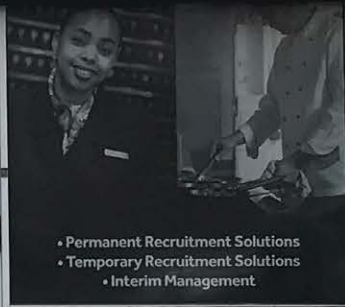 • Permanent Recruitment Solutions
• Temporary Recruitment Solutions
• Interim Management